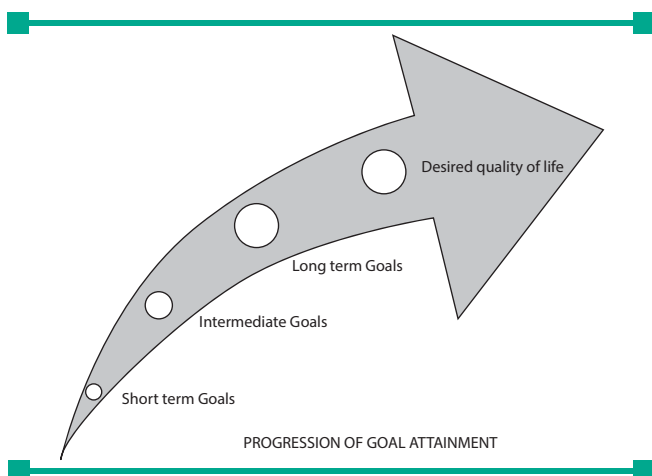 Desired quality of life
Long term Goals
Intermediate Goals
Short term Goals
PROGRESSION OF GOAL ATTAINMENT